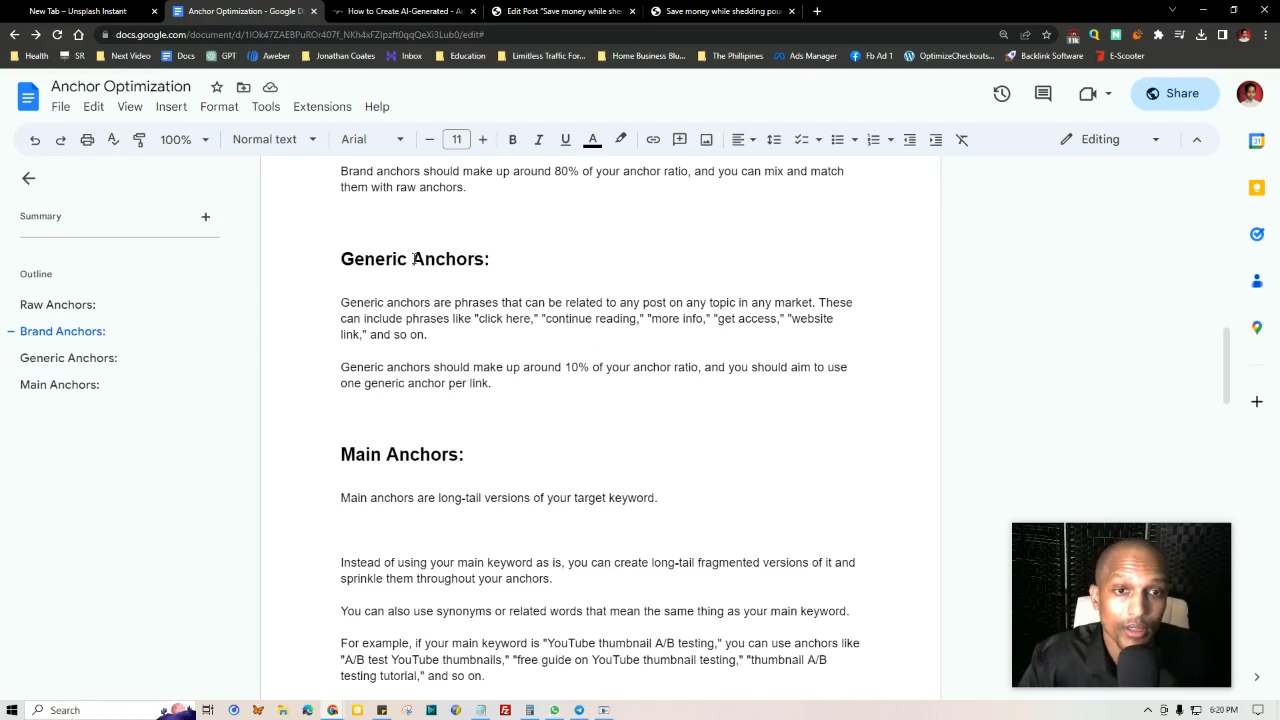 New Tab - Unsplash Instant
Anchor Optimization - Google D
How to Create AI-Generated - Au
Edit Post “Save money while shed
Save money while shedding pou
docs.google.com/document/d/
Health
SR
Next Video
Docs
GPT
Aweber
Jonathan Coates
Inbox
Education
Limitless Traffic For...
Home Business Blu...
The Philipines
Ads Manager
Fb Ad 1
OptimizeCheckouts...
Backlink Software
E-Scooter
Anchor Optimization
File Edit View Insert Format Tools Extensions Help
Share
100%
Normal text
Arial
11
Editing
Summary
Outline
Raw Anchors:
Brand Anchors:
Generic Anchors:
Main Anchors:
Brand anchors should make up around 80% of your anchor ratio, and you can mix and match
them with raw anchors.
Generic Anchors:
Generic anchors are phrases that can be related to any post on any topic in any market. These
can include phrases like "click here," "continue reading," "more info," "get access," "website
link," and so on.
Generic anchors should make up around 10% of your anchor ratio, and you should aim to use
one generic anchor per link.
Main Anchors:
Main anchors are long-tail versions of your target keyword.
Instead of using your main keyword as is, you can create long-tail fragmented versions of it and
sprinkle them throughout your anchors.
You can also use synonyms or related words that mean the same thing as your main keyword.
For example, if your main keyword is "YouTube thumbnail A/B testing," you can use anchors like
"A/B test YouTube thumbnails," "free guide on YouTube thumbnail testing," "thumbnail A/B
testing tutorial," and so on.
Search
6:20 PM